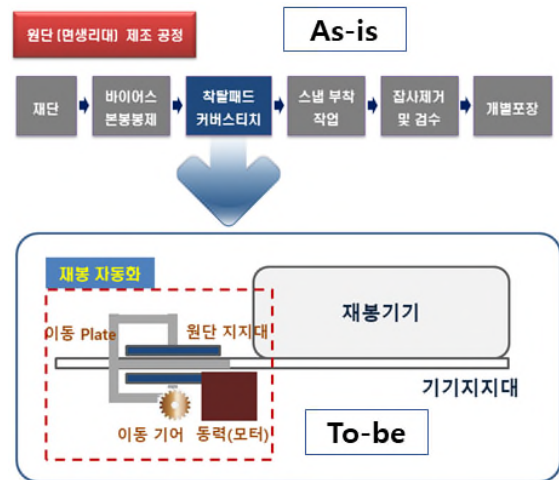 원단 (면생리대) 제조 공정
As-is
재단
바이어스
본봉봉제
착탈패드
커버스티치
스냅 부착
작업
잡사제거
및 검수
개별포장
재봉 자동화
이동 Plate
원단 지지대
재봉기기
기기지지대
이동 기어
동력(모터)
To-be